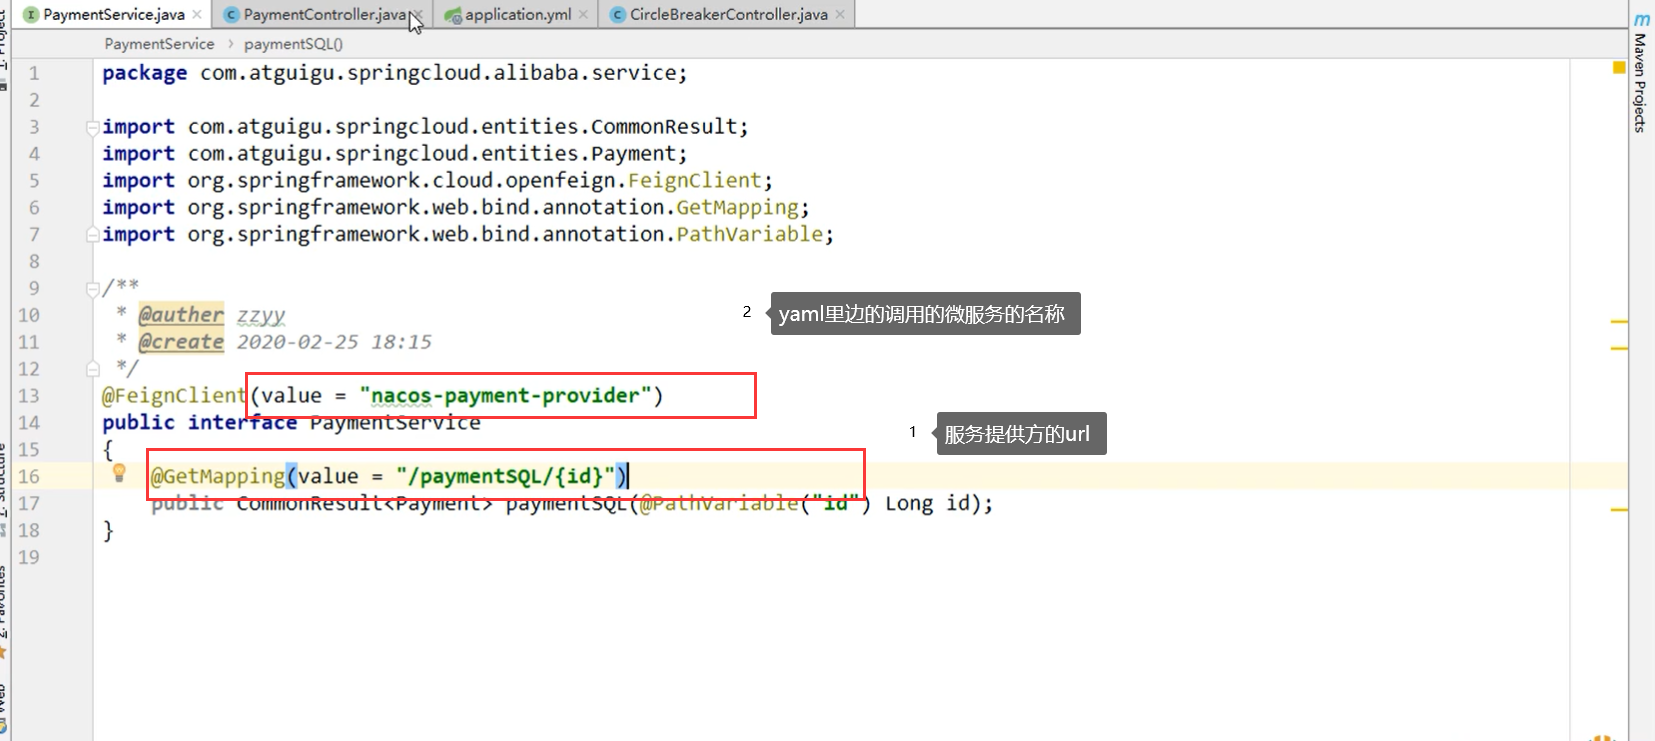 PaymentService.java
PaymentController.java
application.yml
CircleBreakerController.java
PaymentService › paymentSQL()
1 package com.atguigu.springcloud.alibaba.service;
2
3 import com.atguigu.springcloud.entities.CommonResult;
4 import com.atguigu.springcloud.entities.Payment;
5 import org.springframework.cloud.openfeign.FeignClient;
6 import org.springframework.web.bind.annotation.GetMapping;
7 import org.springframework.web.bind.annotation.PathVariable;
8
9 /**
10 * @auther zzyy
2 yaml里边的调用的微服务的名称
11 * @create 2020-02-25 18:15
12 */
13 @FeignClient(value = "nacos-payment-provider")
14 public interface PaymentService
1 服务提供方的url
15 {
16 @GetMapping(value = "/paymentSQL/{id}")
17 public CommonResult<Payment> paymentSQL(@PathVariable("id") Long id);
18 }
19
Maven Projects
1: Project
2: Favorites
Web